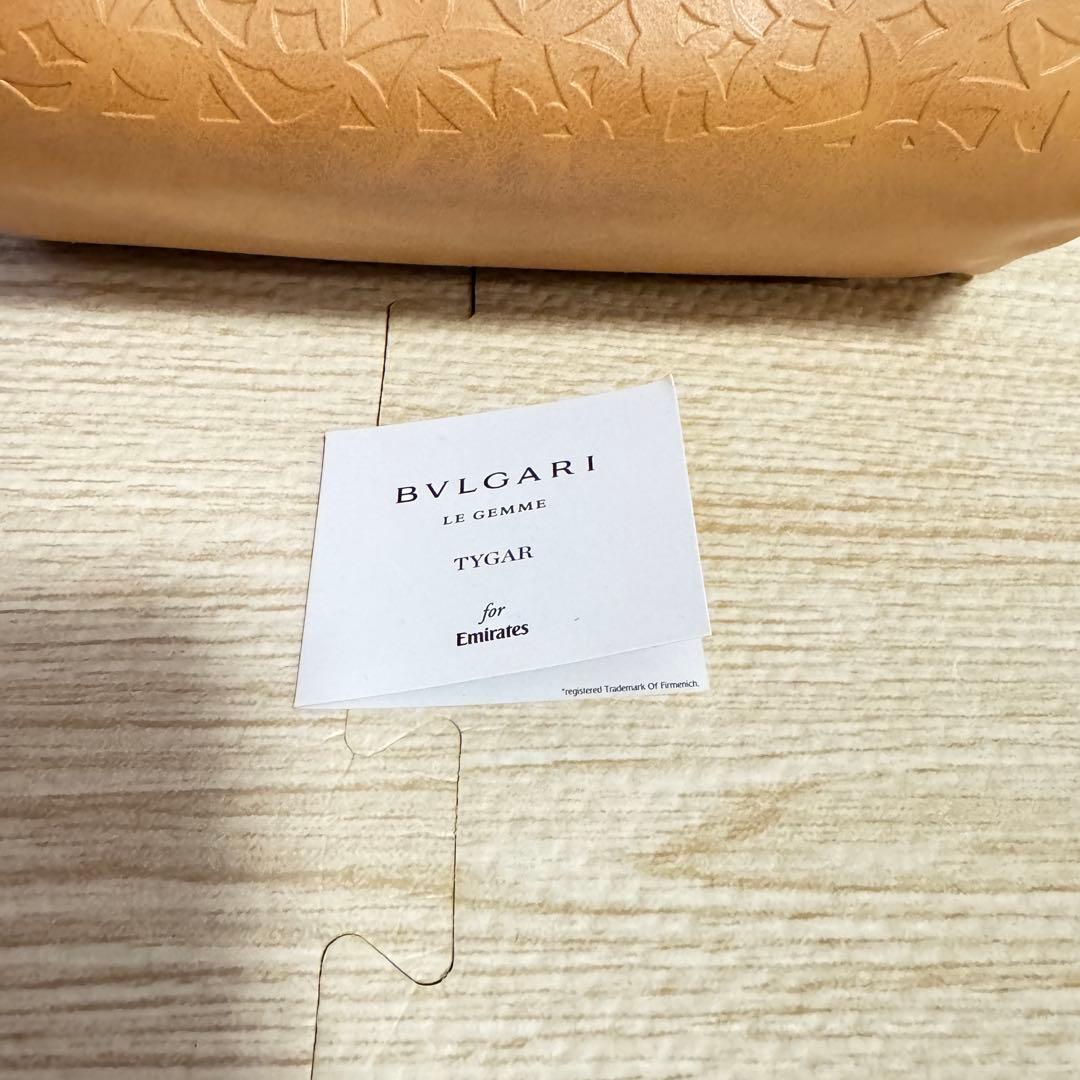 BVLGARI
LE GEMME
TYGAR
for
Emirates
*registered Trademark Of Firmenich.